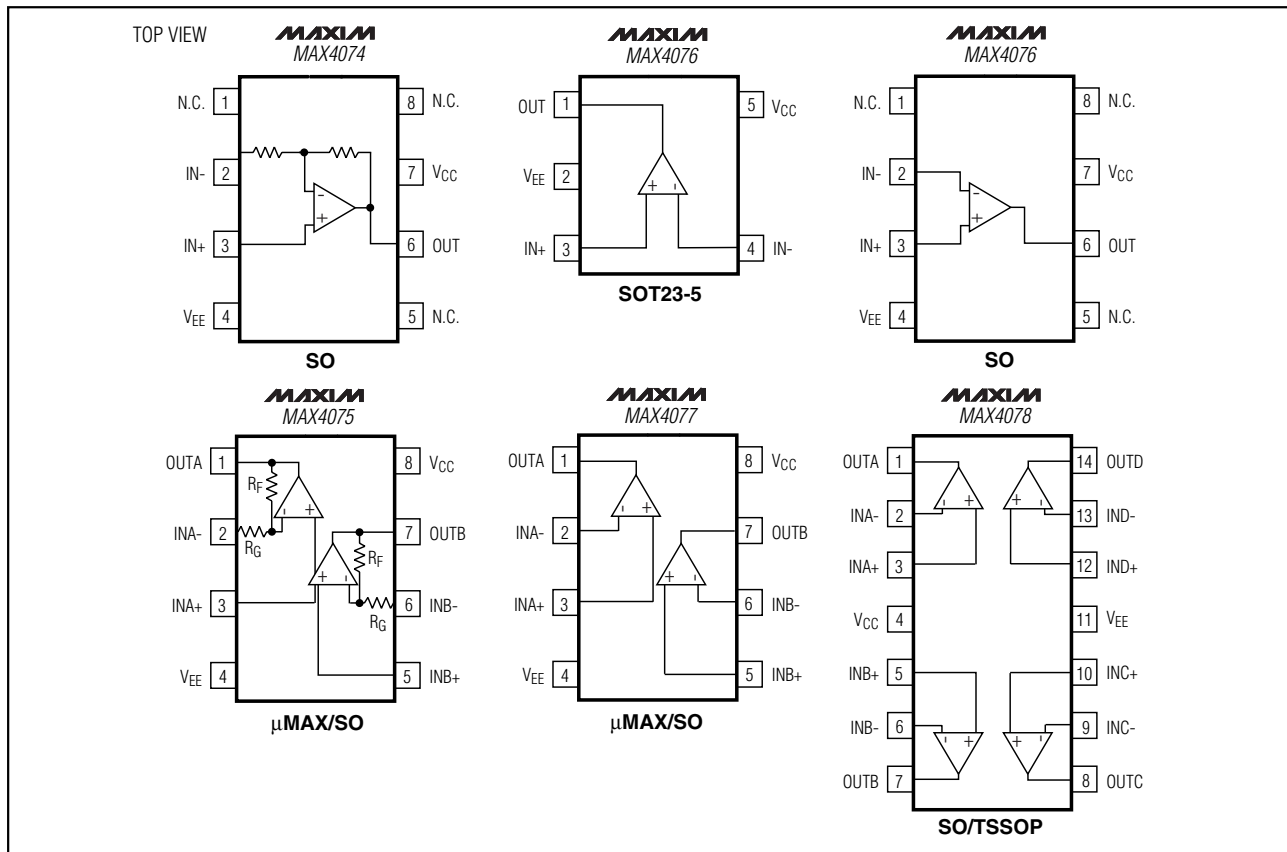 TOP VIEW
MAXIM
MAX4074
N.C. 1
8 N.C.
IN- 2
7 VCC
IN+ 3
6 OUT
VEE 4
5 N.C.
-
+
SO
MAXIM
MAX4076
OUT 1
5 VCC
VEE 2
IN+ 3
4 IN-
+ -
SOT23-5
MAXIM
MAX4076
N.C. 1
8 N.C.
IN- 2
7 VCC
IN+ 3
6 OUT
VEE 4
5 N.C.
-
+
SO
MAXIM
MAX4075
OUTA 1
8 VCC
RF
- +
INA- 2
7 OUTB
RG
RF
+ -
INA+ 3
6 INB-
RG
VEE 4
5 INB+
µMAX/SO
MAXIM
MAX4077
OUTA 1
8 VCC
- +
INA- 2
7 OUTB
+ -
INA+ 3
6 INB-
VEE 4
5 INB+
µMAX/SO
MAXIM
MAX4078
OUTA 1
14 OUTD
- +
+ -
INA- 2
13 IND-
INA+ 3
12 IND+
VCC 4
11 VEE
INB+ 5
10 INC+
INB- 6
9 INC-
- +
+ -
OUTB 7
8 OUTC
SO/TSSOP